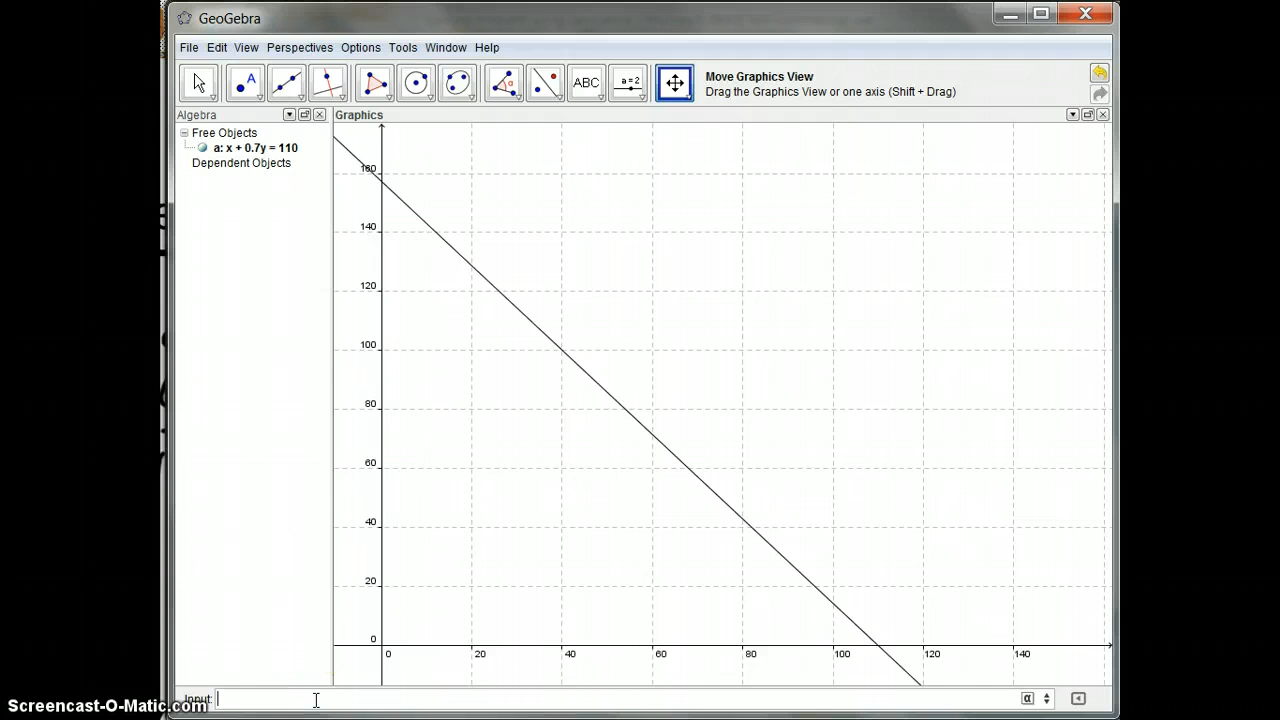 GeoGebra
File Edit View Perspectives Options Tools Window Help
A
α
ABC
a=2
Move Graphics View
Drag the Graphics View or one axis (Shift + Drag)
Algebra
Graphics
Free Objects
a: x + 0.7y = 110
Dependent Objects
160
140
120
100
80
60
40
20
0
0 20 40 60 80 100 120 140
Input:
α
Screencast-O-Matic.com